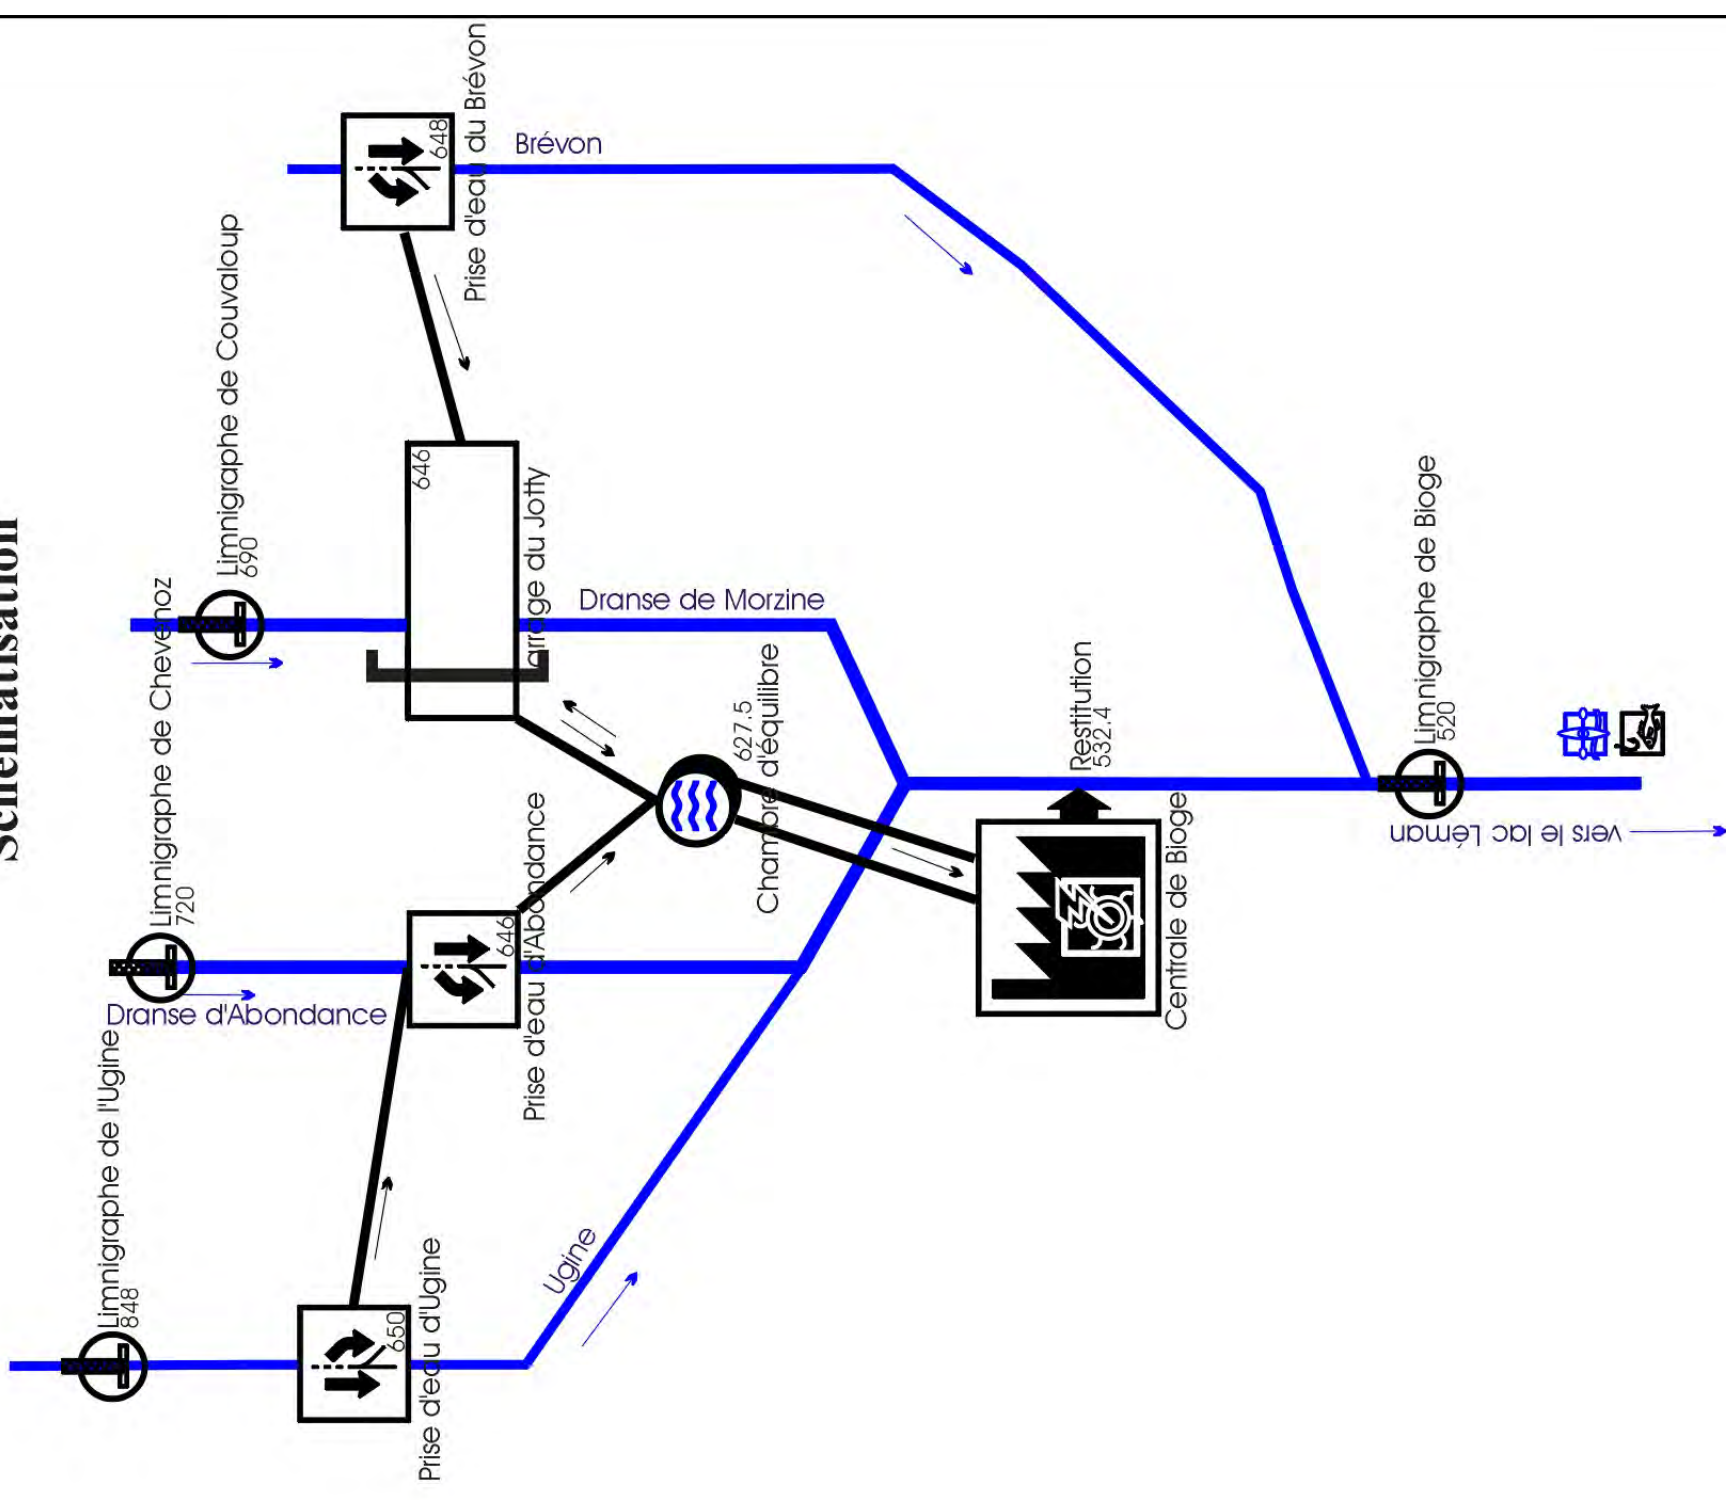 Schématisation
Limnigraphe de l'Ugine
848
Dranse d'Abondance
Limnigraphe de Chevenoz
720
Limnigraphe de Couvaloup
690
Prise d'eau d'Ugine
650
Prise d'eau d'Abondance
646
arrage du Jotty
646
Prise d'eau du Brévon
648
Brévon
Dranse de Morzine
Ugine
627.5
Chambre d'équilibre
Restitution
532.4
Centrale de Bioge
Limnigraphe de Bioge
520
vers le lac Léman